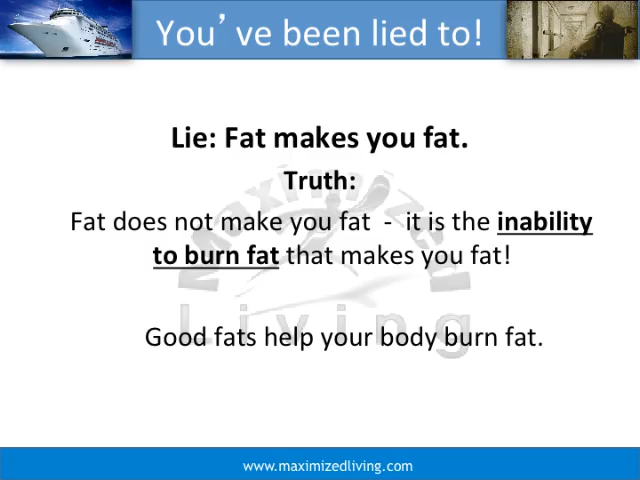 You’ve been lied to!
Lie: Fat makes you fat.
Truth:
Fat does not make you fat - it is the inability
to burn fat that makes you fat!
Maximized
Living
Good fats help your body burn fat.
www.maximizedliving.com